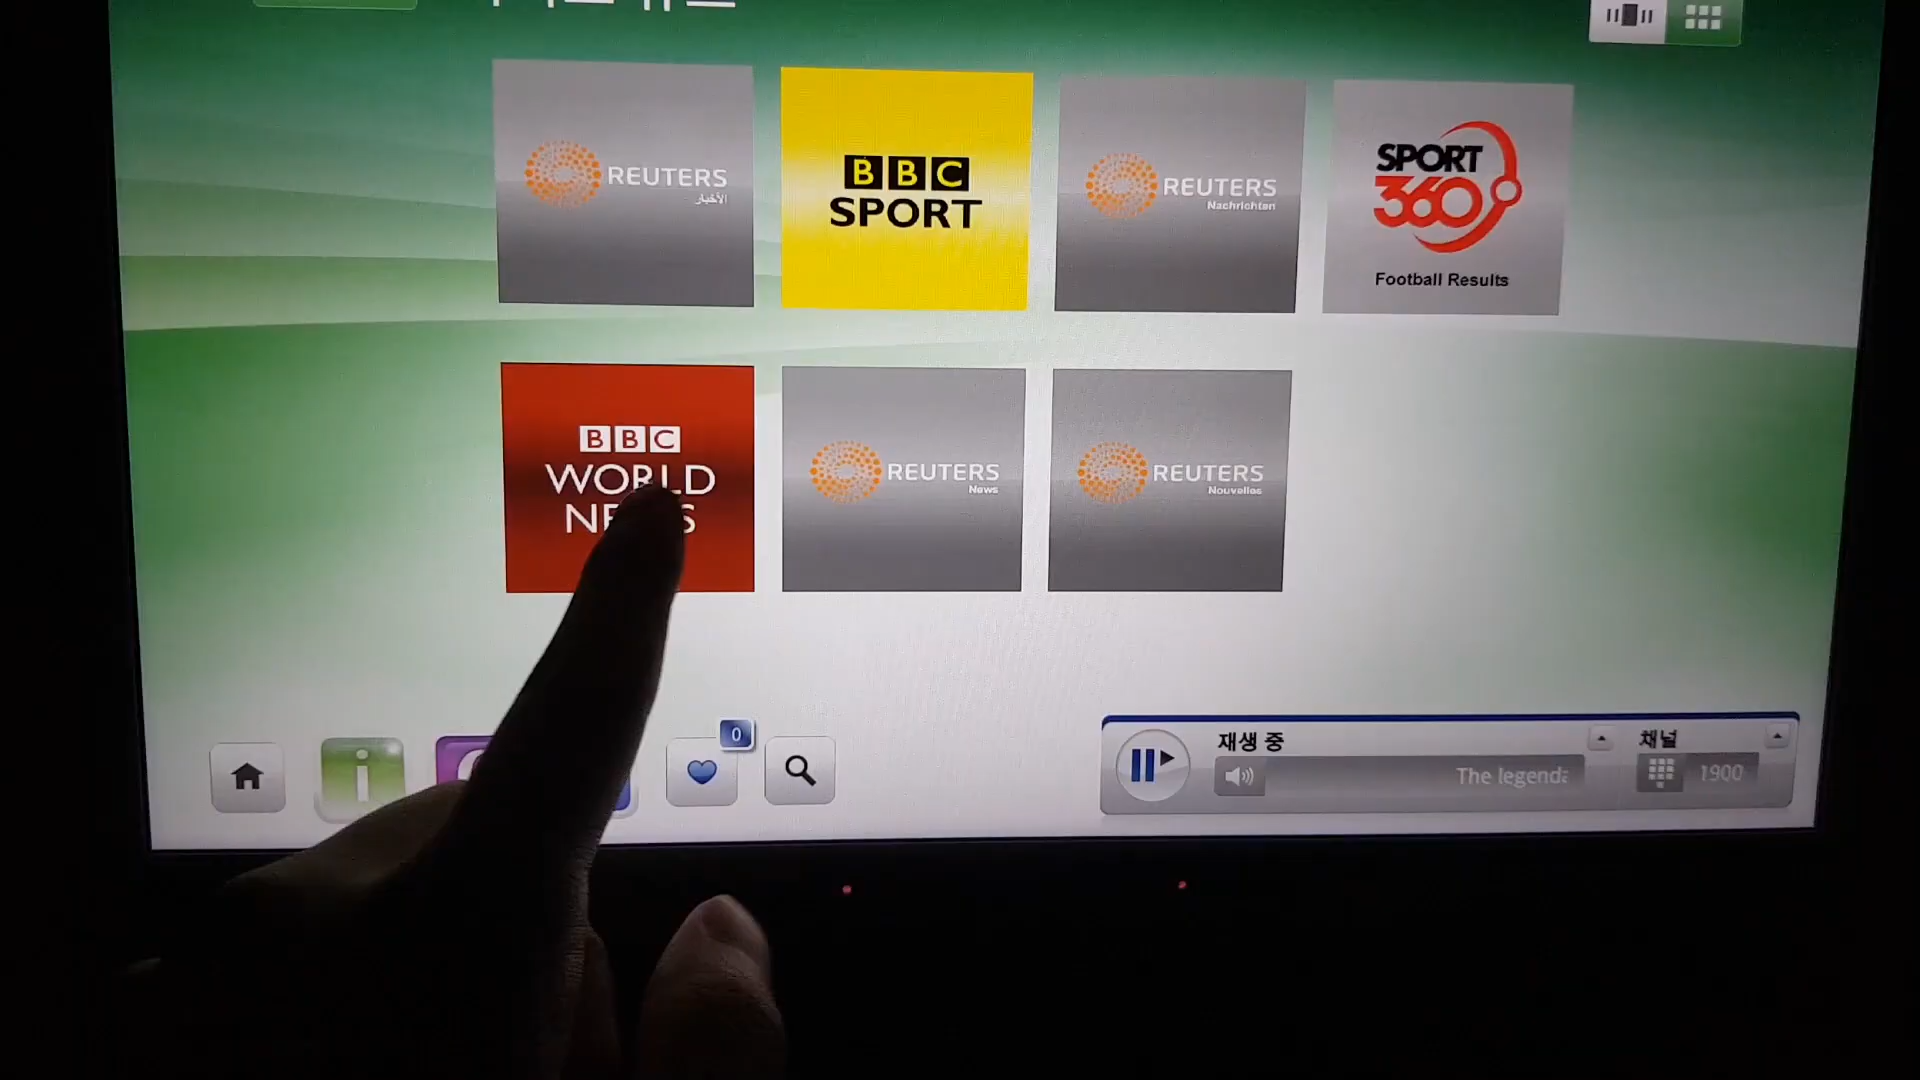 REUTERS
الأخبار
BBC
SPORT
REUTERS
Nachrichten
SPORT
360
Football Results
BBC
WORLD
REUTERS
News
REUTERS
Nouvelles
0
재생 중
The legenda
채널
1900